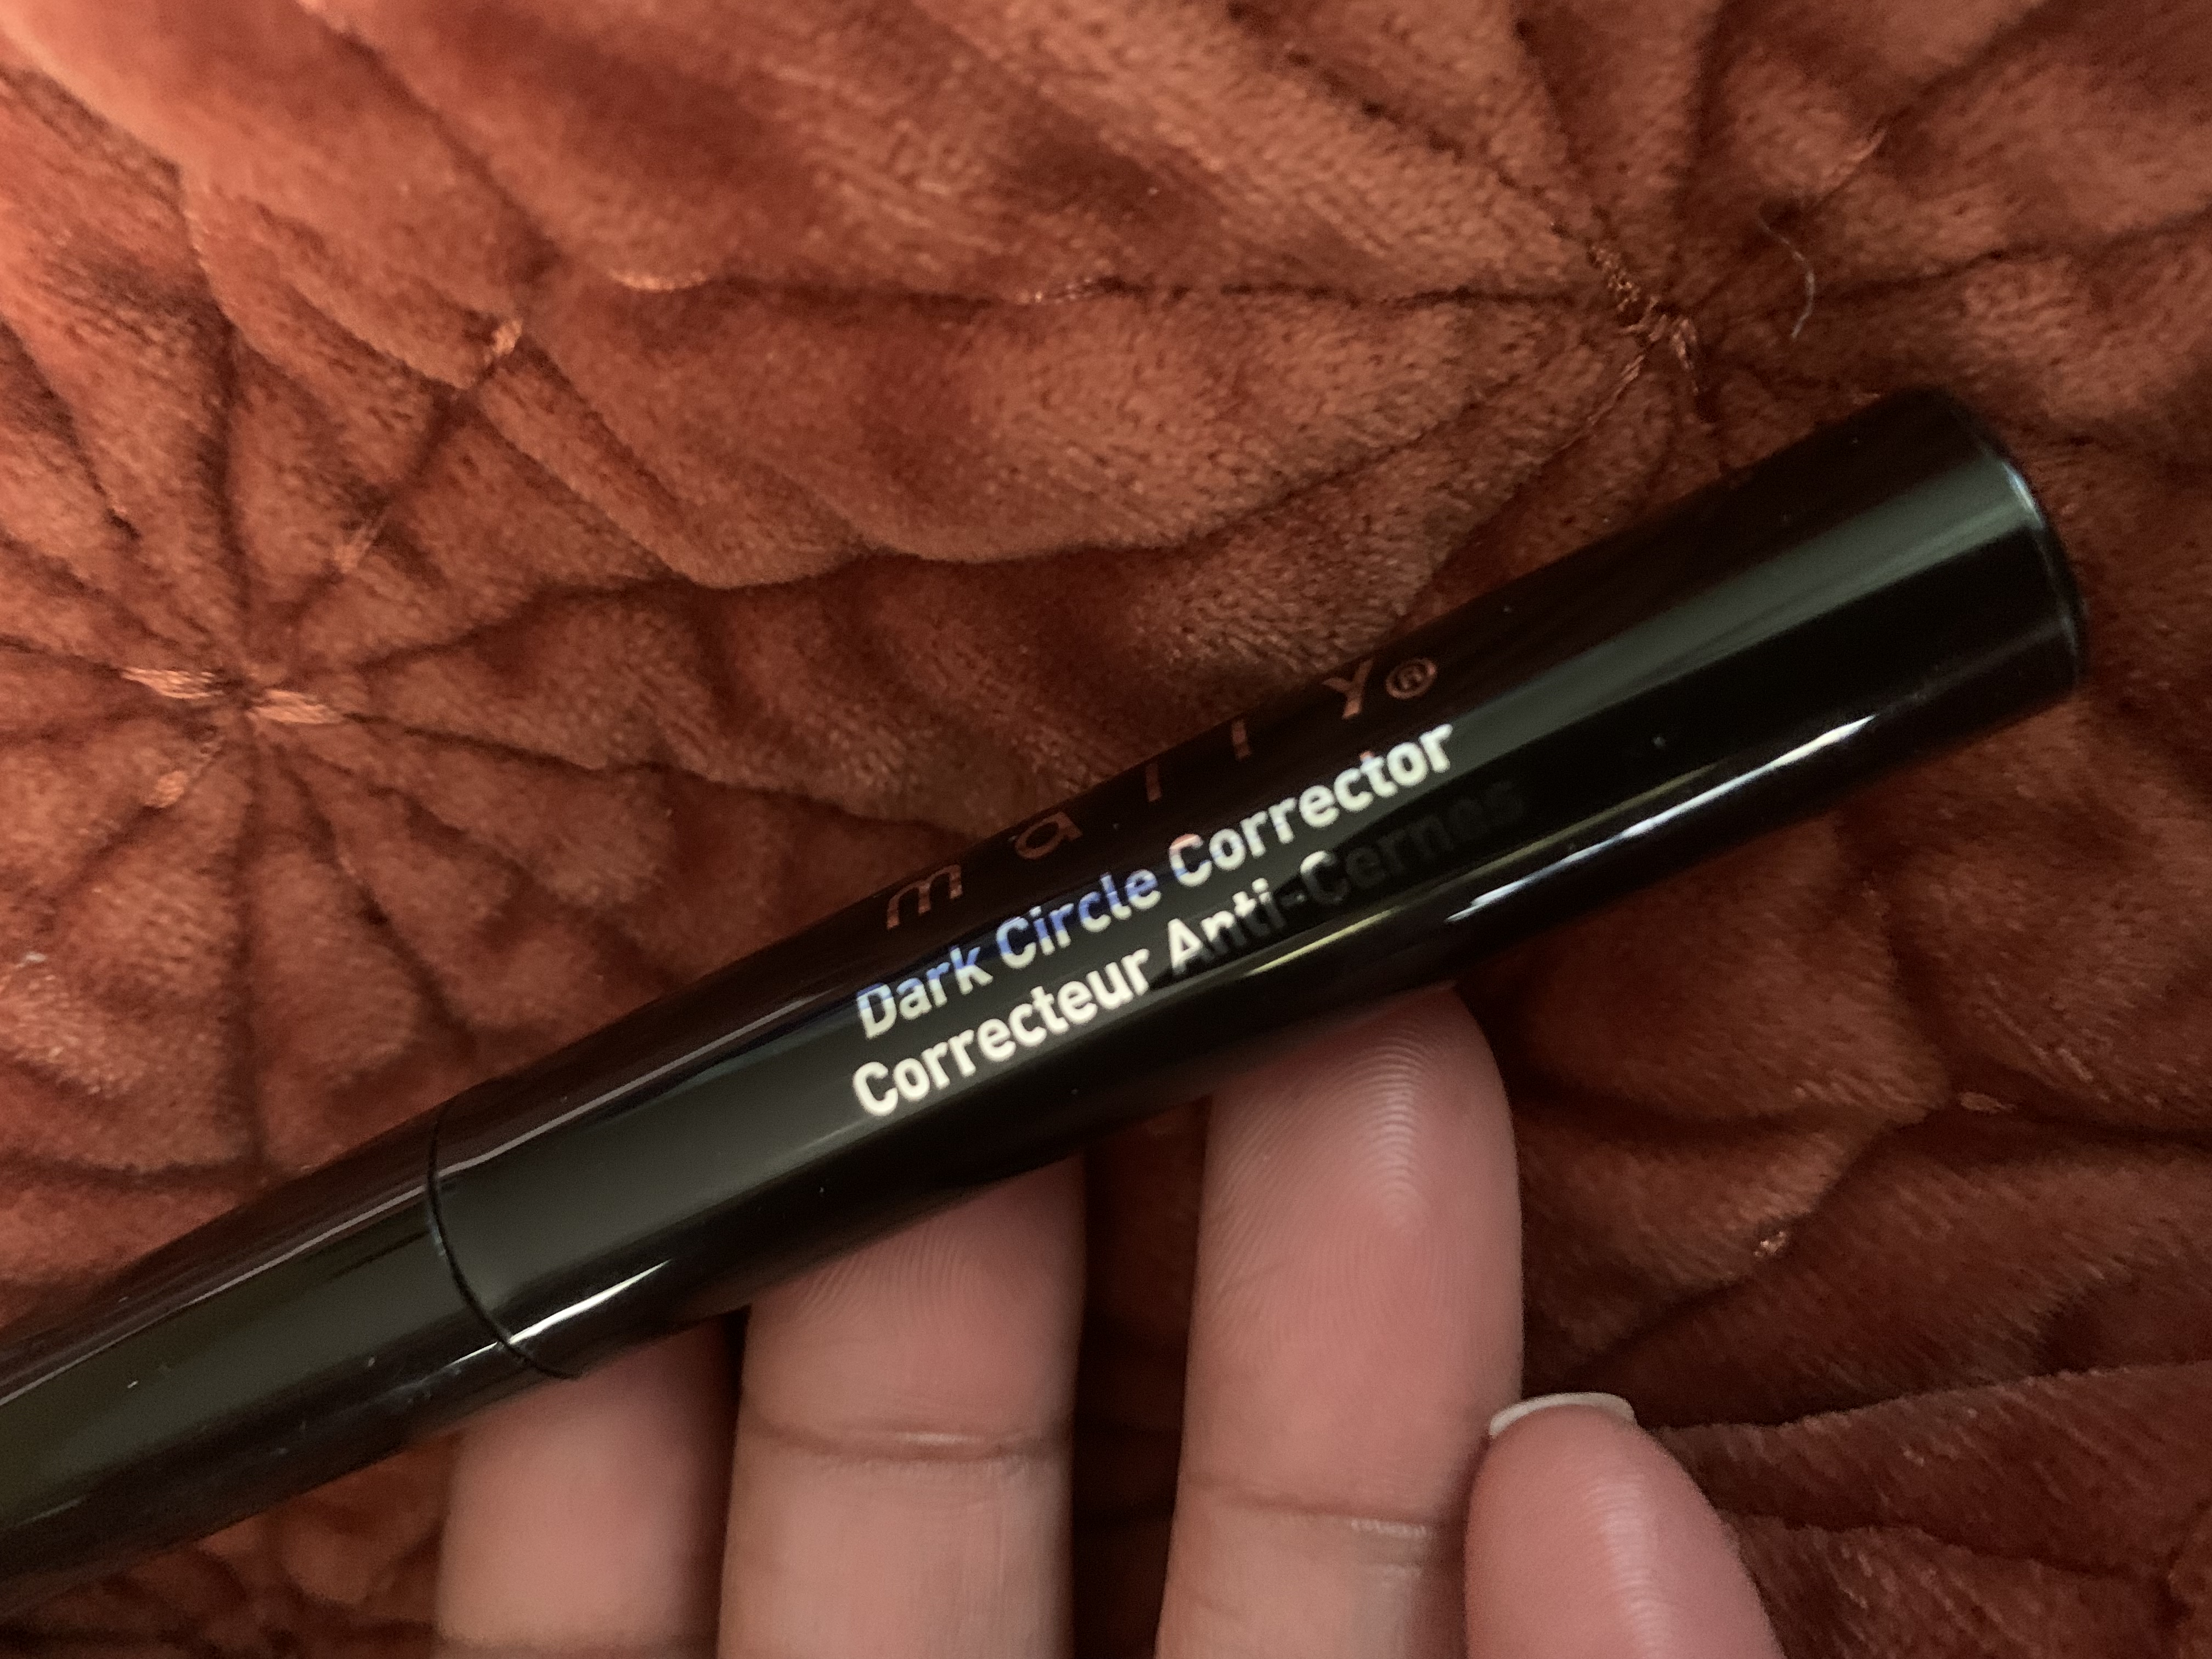 mally®
Dark Circle Corrector
Correcteur Anti-Cernes